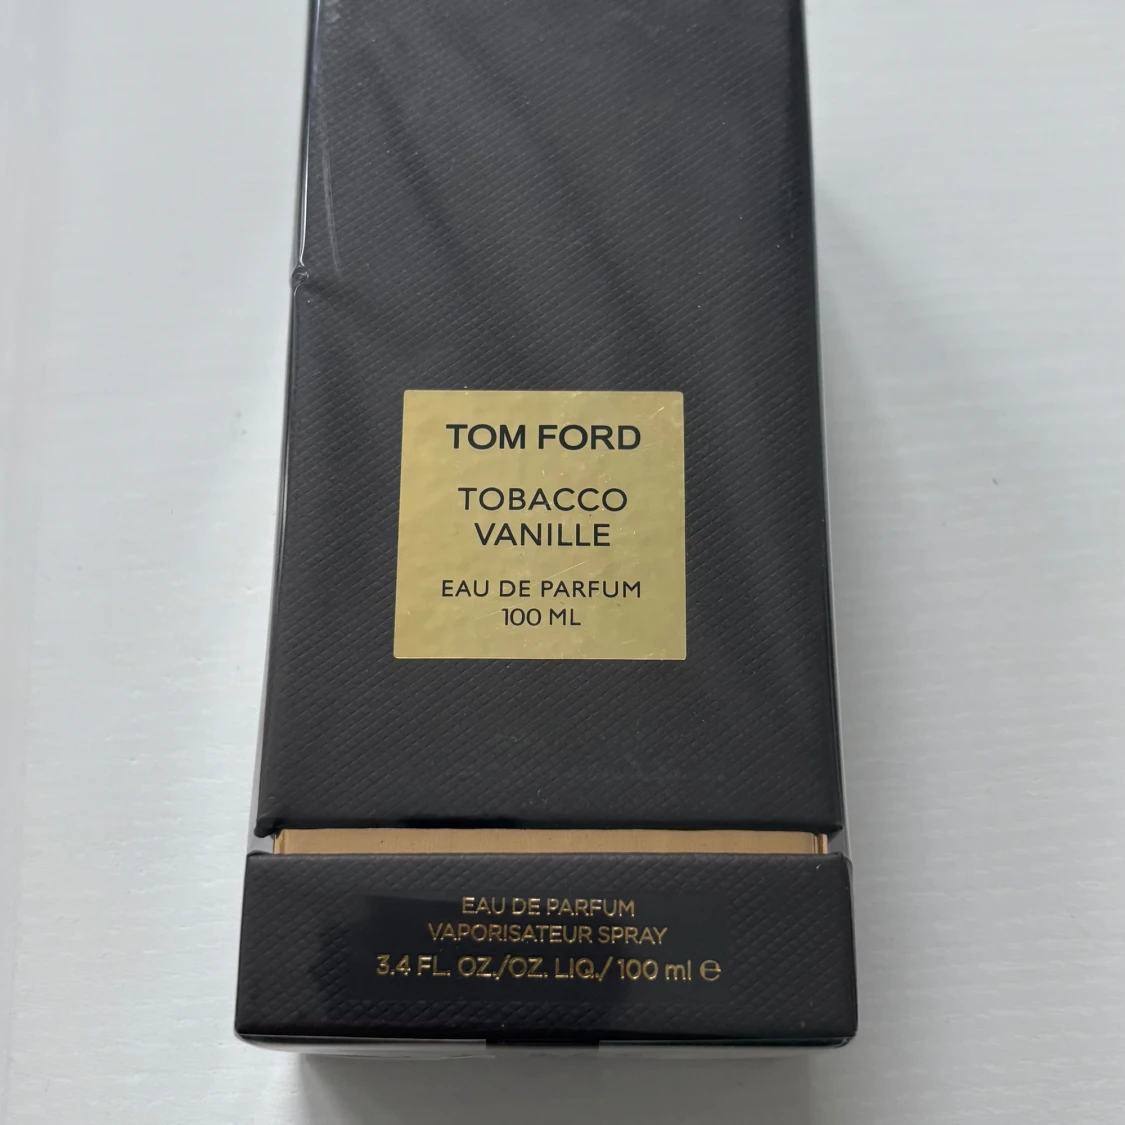 TOM FORD
TOBACCO
VANILLE
EAU DE PARFUM
100 ML
EAU DE PARFUM
VAPORISATEUR SPRAY
3.4 FL. OZ./OZ. LIQ./ 100 ml ℮